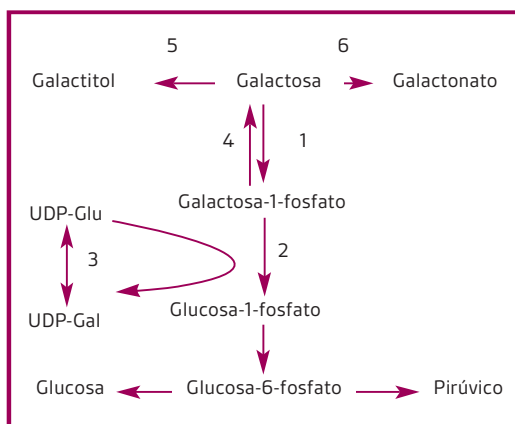 5 6
Galactitol Galactosa Galactonato
4 1
Galactosa-1-fosfato
UDP-Glu
3 2
UDP-Gal Glucosa-1-fosfato
Glucosa Glucosa-6-fosfato Pirúvico